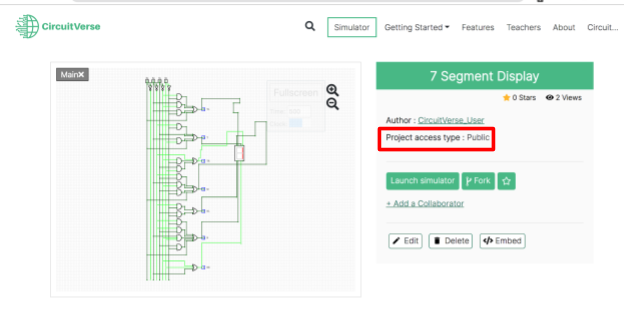 CircuitVerse
Simulator Getting Started Features Teachers About Circuit...
Main×
Fullscreen
7 Segment Display
0 Stars 2 Views
Author : CircuitVerse_User
Project access type : Public
Launch simulator Fork
+ Add a Collaborator
Edit Delete Embed